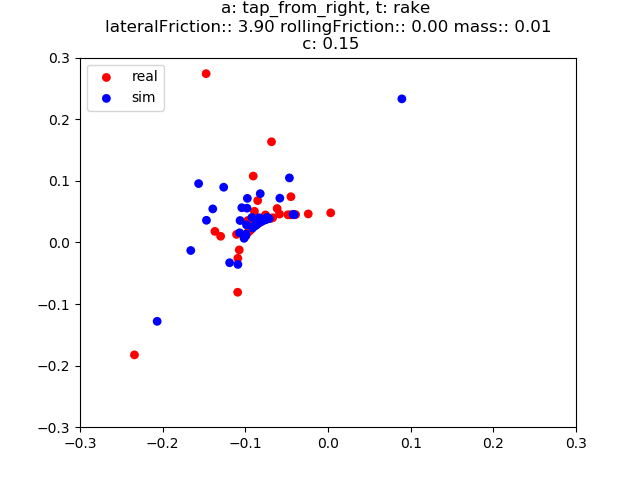 a: tap_from_right, t: rake
lateralFriction:: 3.90 rollingFriction:: 0.00 mass:: 0.01
c: 0.15
real
sim
0.3
0.2
0.1
0.0
−0.1
−0.2
−0.3
−0.3
−0.2
−0.1
0.0
0.1
0.2
0.3